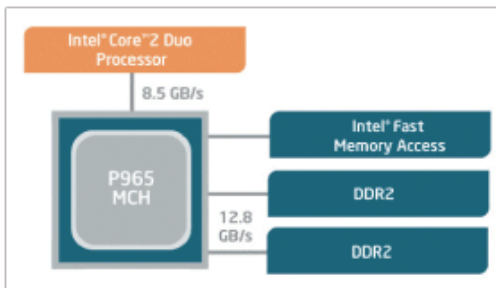 Intel® Core™2 Duo
Processor
8.5 GB/s
P965
MCH
Intel® Fast
Memory Access
DDR2
12.8
GB/s
DDR2